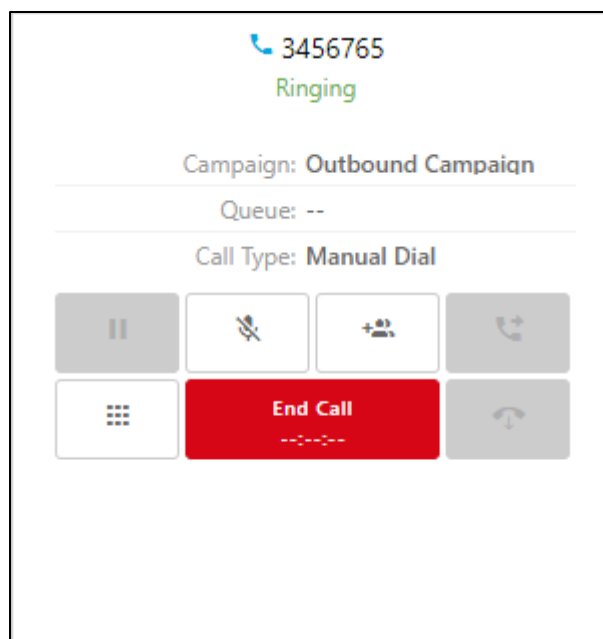 3456765
Ringing
Campaign: Outbound Campaign
Queue: --
Call Type: Manual Dial
End Call
--:--:--